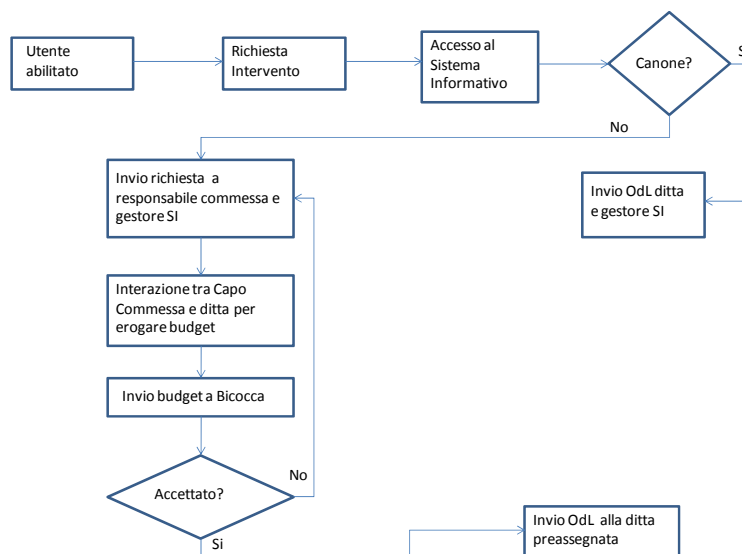 Utente
abilitato
Richiesta
Intervento
Accesso al
Sistema
Informativo
Canone?
S
No
Invio richiesta a
responsabile commessa e
gestore SI
Invio OdL ditta
e gestore SI
Interazione tra Capo
Commessa e ditta per
erogare budget
Invio budget a Bicocca
Accettato?
No
Si
Invio OdL alla ditta
preassegnata